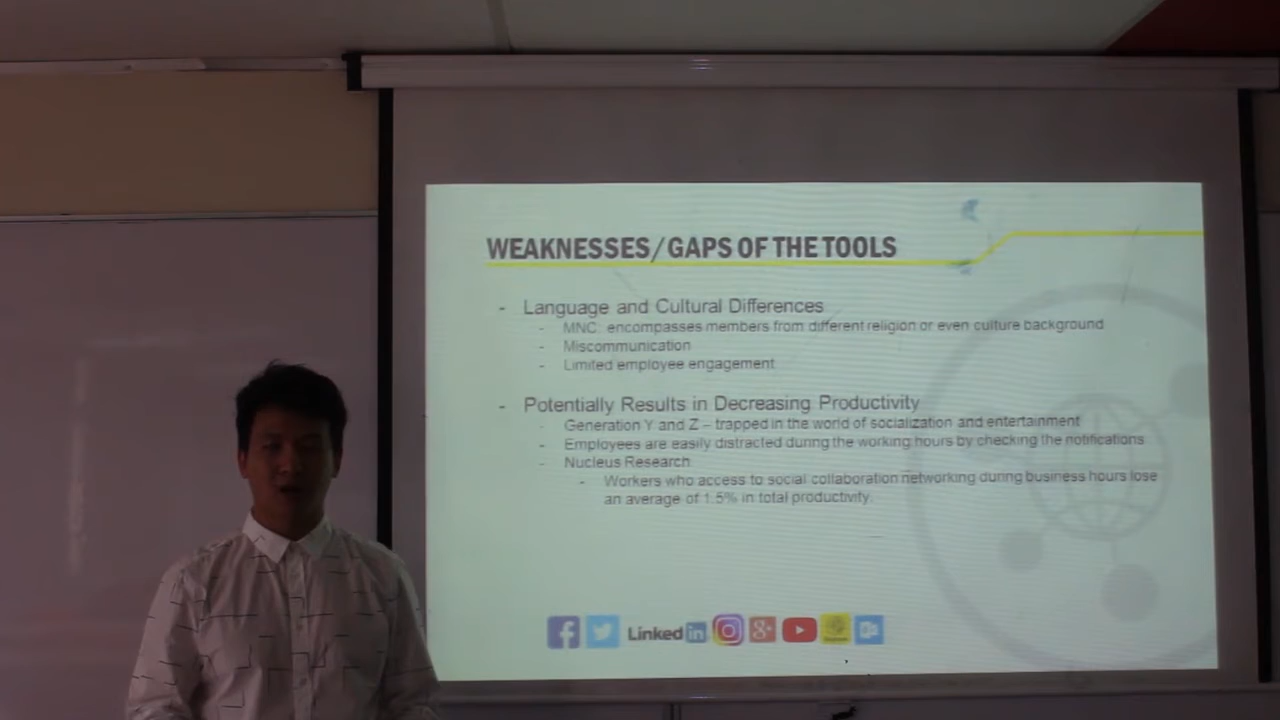 WEAKNESSES/GAPS OF THE TOOLS
- Language and Cultural Differences
- MNC: encompasses members from different religion or even culture background
- Miscommunication
- Limited employee engagement
- Potentially Results in Decreasing Productivity
- Generation Y and Z – trapped in the world of socialization and entertainment
- Employees are easily distracted during the working hours by checking the notifications
- Nucleus Research
- Workers who access to social collaboration networking during business hours lose
an average of 1.5% in total productivity.
f Linked in g+